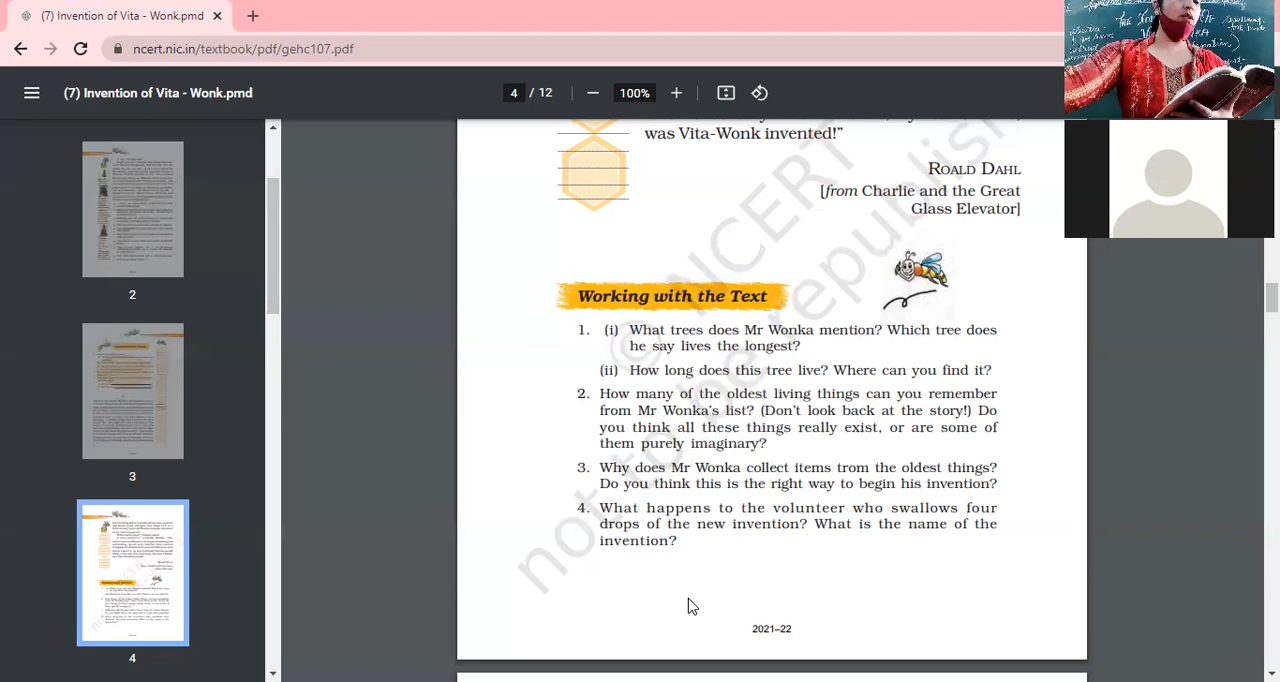 (7) Invention of Vita - Wonk.pmd
ncert.nic.in/textbook/pdf/gehc107.pdf
(7) Invention of Vita - Wonk.pmd
4 / 12
100%
was Vita-Wonk invented!”
ROALD DAHL
[from Charlie and the Great
Glass Elevator]
Working with the Text
1. (i) What trees does Mr Wonka mention? Which tree does
he say lives the longest?
(ii) How long does this tree live? Where can you find it?
2. How many of the oldest living things can you remember
from Mr Wonka's list? (Don't look back at the story!) Do
you think all these things really exist, or are some of
them purely imaginary?
3. Why does Mr Wonka collect items trom the oldest things?
Do you think this is the right way to begin his invention?
4. What happens to the volunteer who swallows four
drops of the new invention? What is the name of the
invention?
2021–22
© NCERT
not to be republish
2
3
4